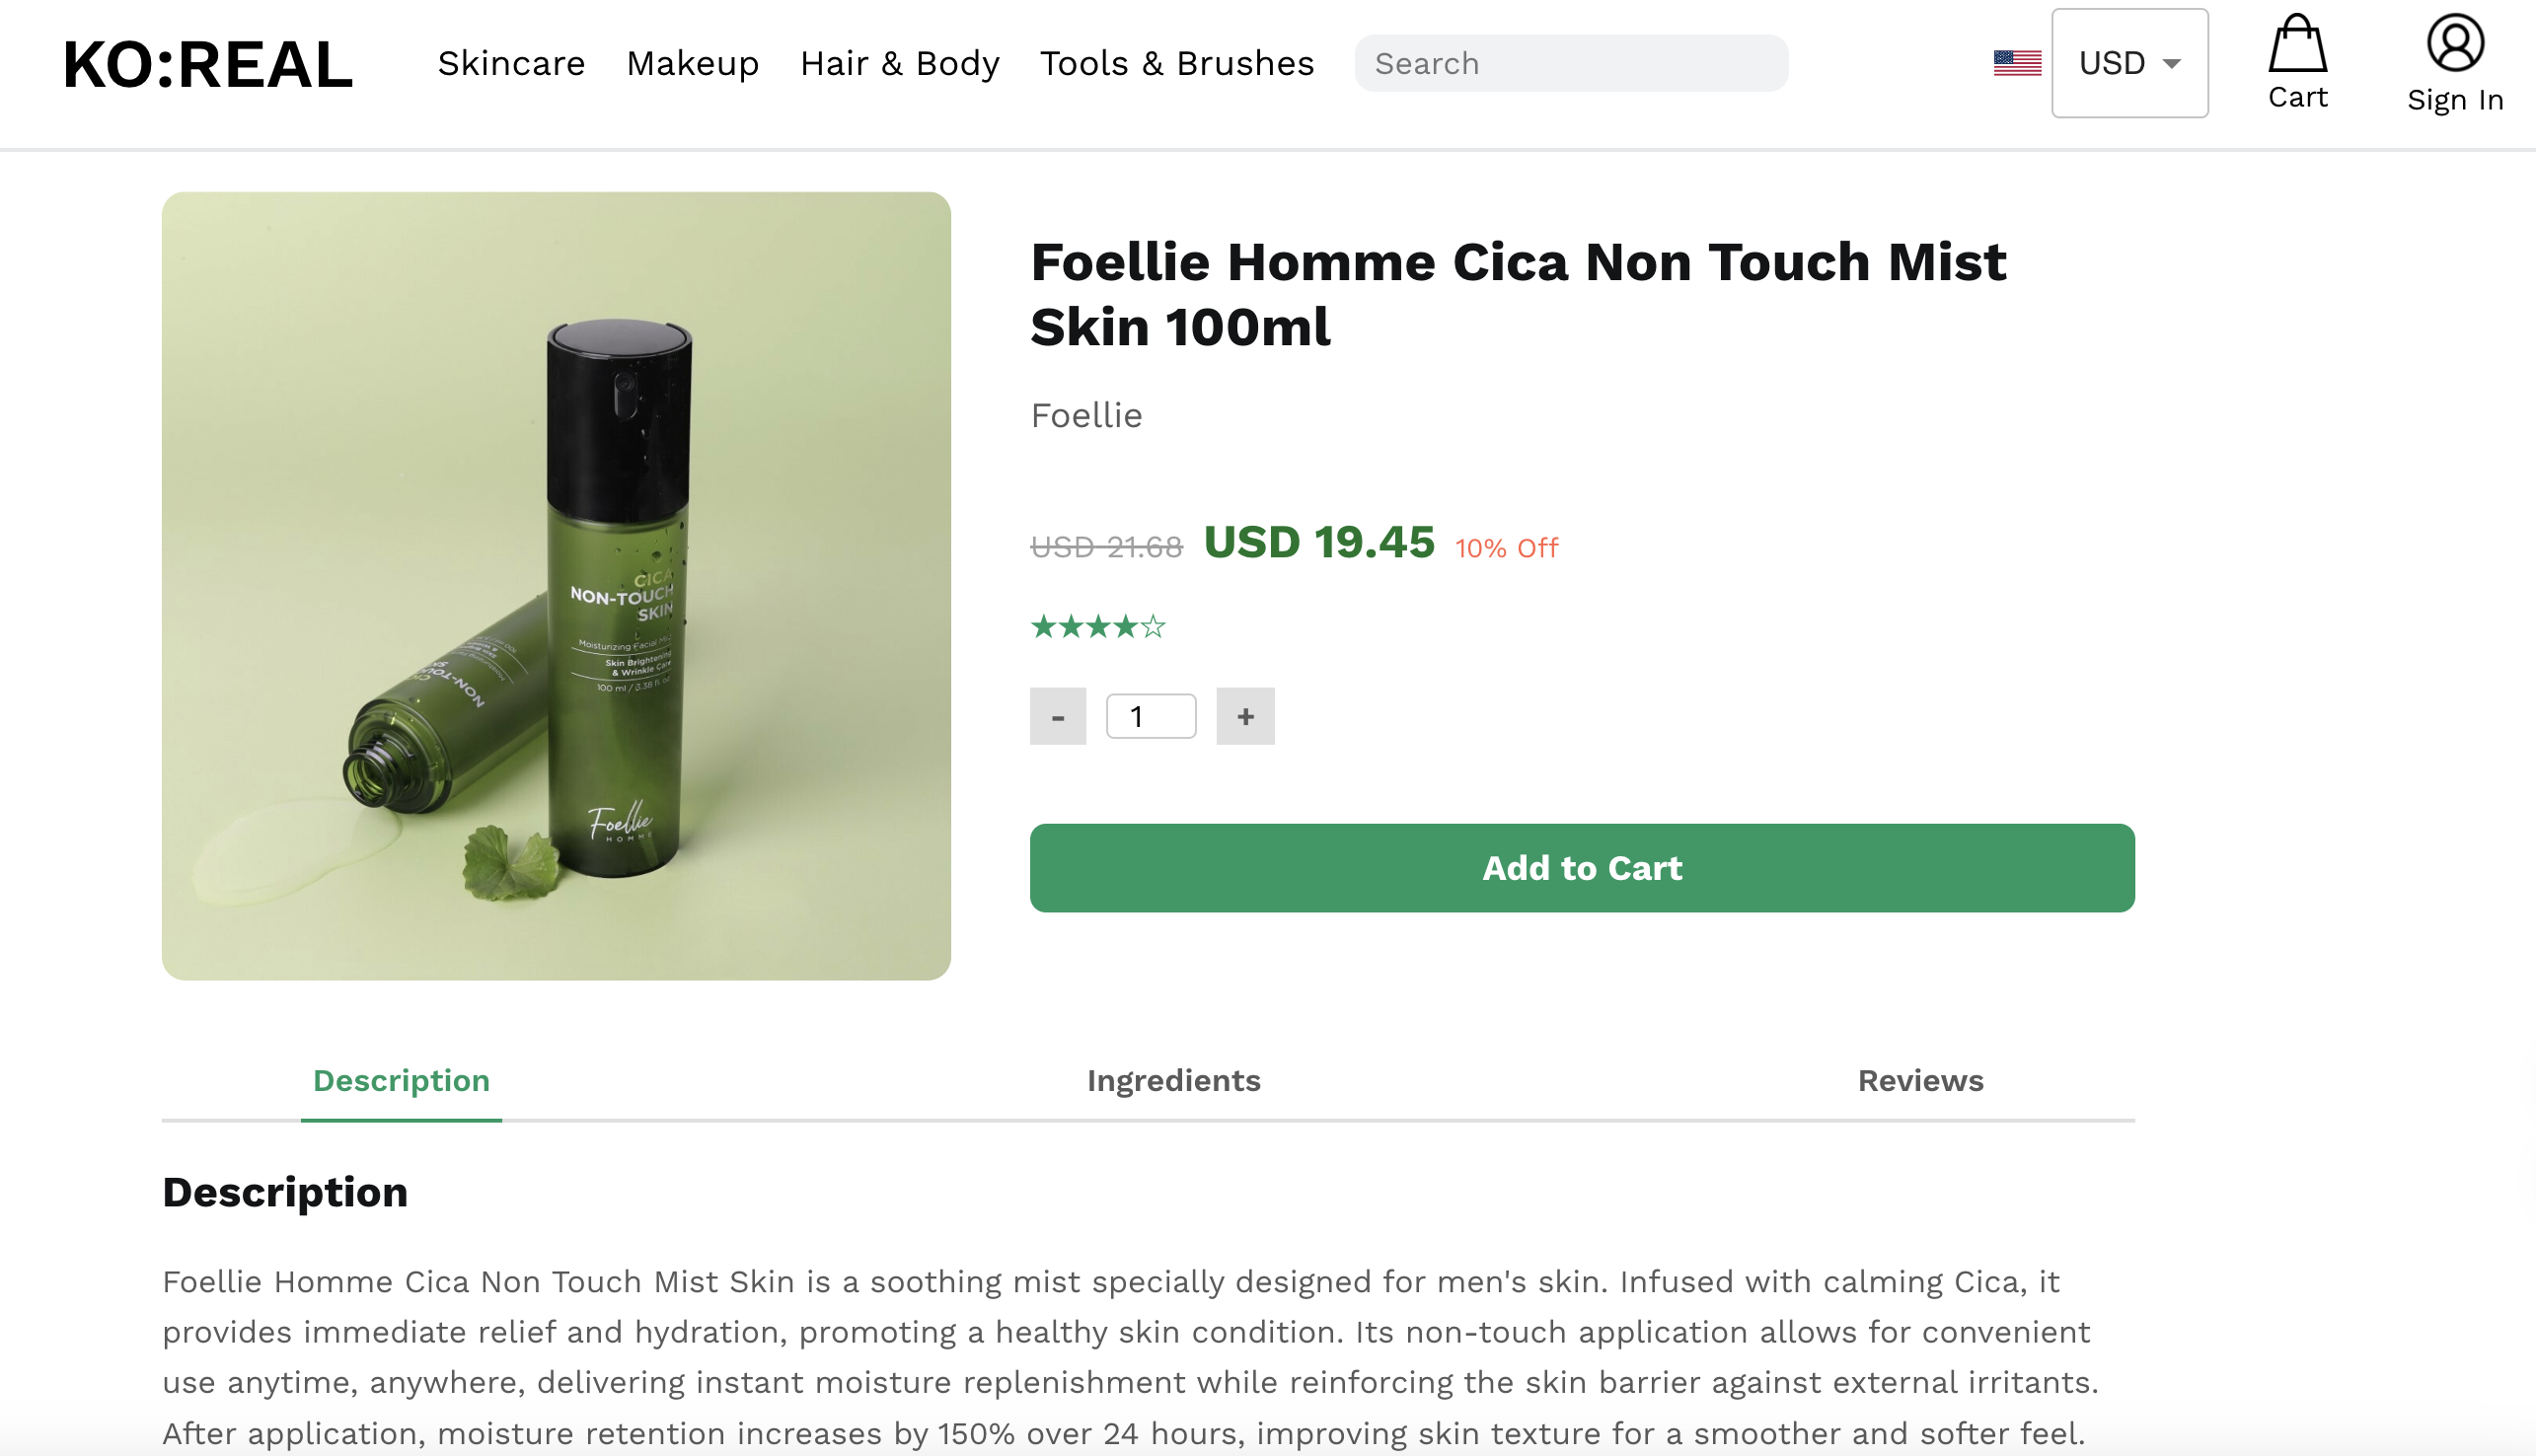 KO:REAL
Skincare
Makeup
Hair & Body
Tools & Brushes
Search
USD
Cart
Sign In
CICA
NON-TOUCH
SKIN
Moisturizing Facial
Skin Brightening
& Wrinkle Care
100 ml / 3.38 fl. oz
Foellie
HOMME
NON-TOUCH
Foellie Homme Cica Non Touch Mist
Skin 100ml
Foellie
USD 21.68 USD 19.45 10% Off
★★★★☆
- 1 +
Add to Cart
Description
Ingredients
Reviews
Description
Foellie Homme Cica Non Touch Mist Skin is a soothing mist specially designed for men's skin. Infused with calming Cica, it
provides immediate relief and hydration, promoting a healthy skin condition. Its non-touch application allows for convenient
use anytime, anywhere, delivering instant moisture replenishment while reinforcing the skin barrier against external irritants.
After application, moisture retention increases by 150% over 24 hours, improving skin texture for a smoother and softer feel.